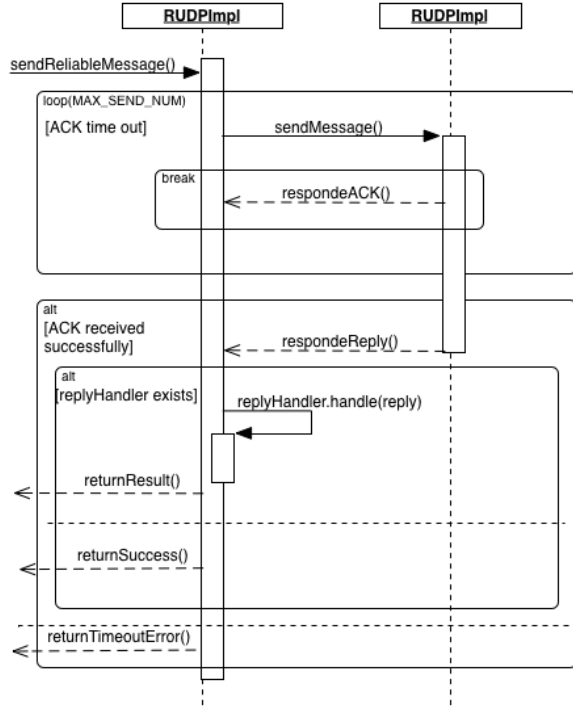 RUDPImpl
RUDPImpl
sendReliableMessage()
loop(MAX_SEND_NUM)
[ACK time out]
sendMessage()
break
respondeACK()
alt
[ACK received
successfully]
respondeReply()
alt
[replyHandler exists]
replyHandler.handle(reply)
returnResult()
returnSuccess()
returnTimeoutError()